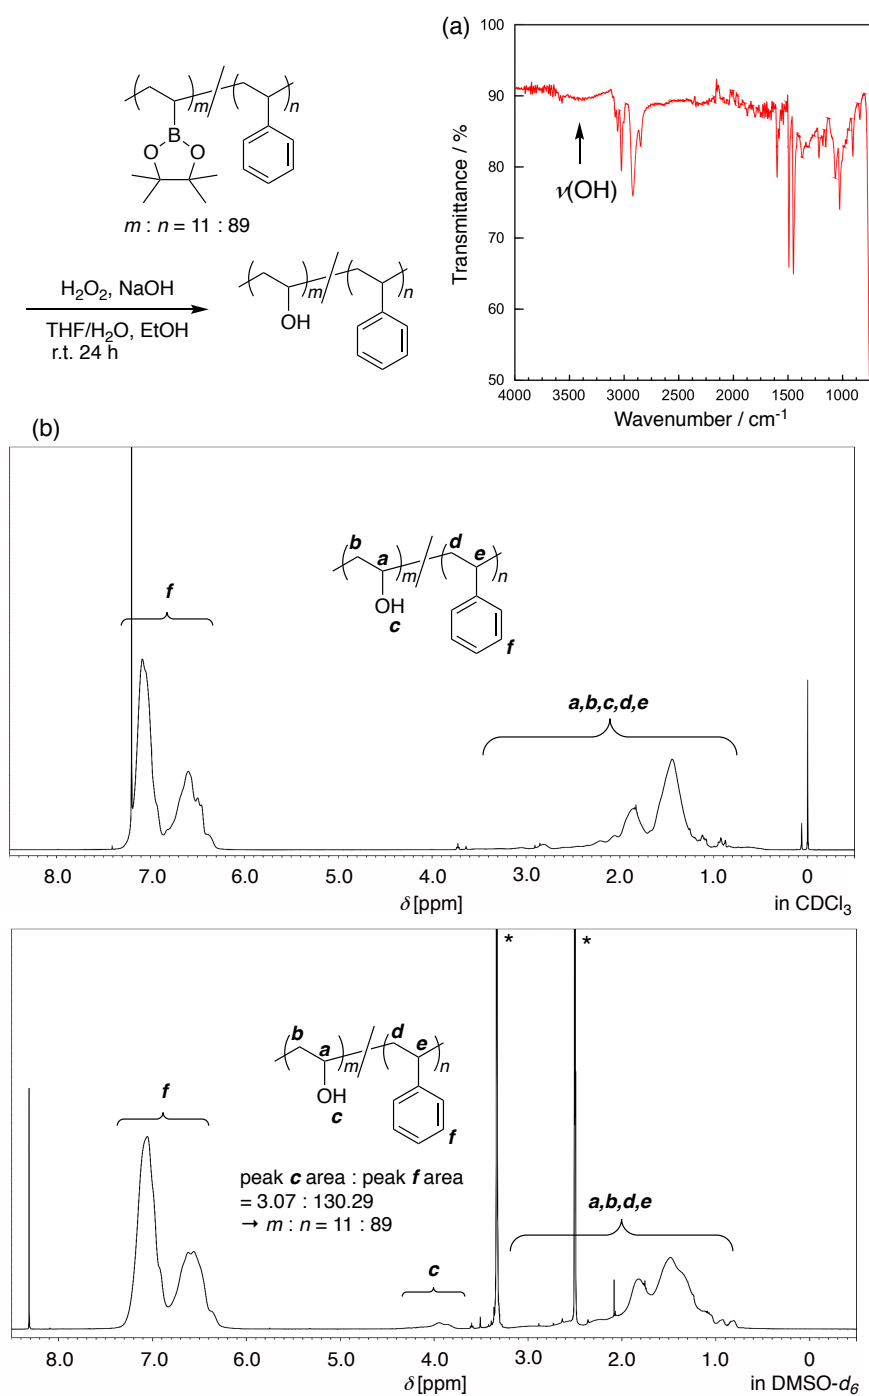 (a)
m
n
B
O
O
m : n = 11 : 89
H2O2, NaOH
THF/H2O, EtOH
r.t. 24 h
m
n
OH
Transmittance / %
100
90
80
70
60
50
ν(OH)
4000 3500 3000 2500 2000 1500 1000
Wavenumber / cm-1
(b)
b
a
d
e
m
n
OH
c
f
f
a,b,c,d,e
8.0 7.0 6.0 5.0 4.0 3.0 2.0 1.0 0
δ [ppm]
in CDCl3
*
*
b
a
d
e
m
n
OH
c
f
f
peak c area : peak f area
= 3.07 : 130.29
→ m : n = 11 : 89
c
a,b,d,e
8.0 7.0 6.0 5.0 4.0 3.0 2.0 1.0 0
δ [ppm]
in DMSO-d6